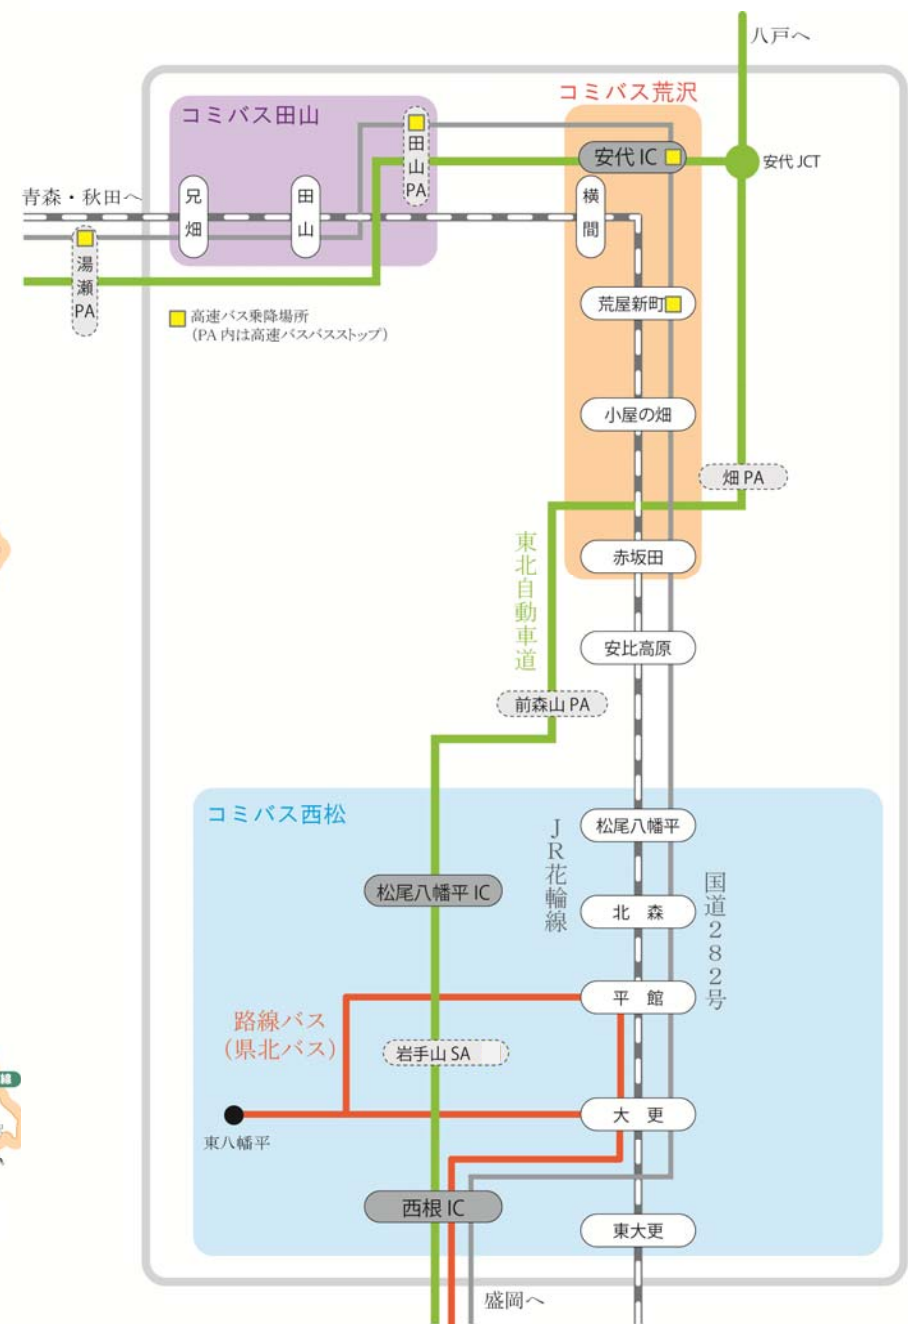 八戸へ
コミバス田山
コミバス荒沢
田山PA
安代 IC
安代 JCT
青森・秋田へ
兄畑
田山
横間
湯瀬PA
荒屋新町
高速バス乗降場所
(PA 内は高速バスバスストップ)
小屋の畑
畑 PA
東北自動車道
赤坂田
安比高原
前森山 PA
コミバス西松
JR花輪線
松尾八幡平
国道282号
松尾八幡平 IC
北 森
平 館
路線バス
(県北バス)
岩手山 SA
線
大 更
東八幡平
西根 IC
東大更
盛岡へ